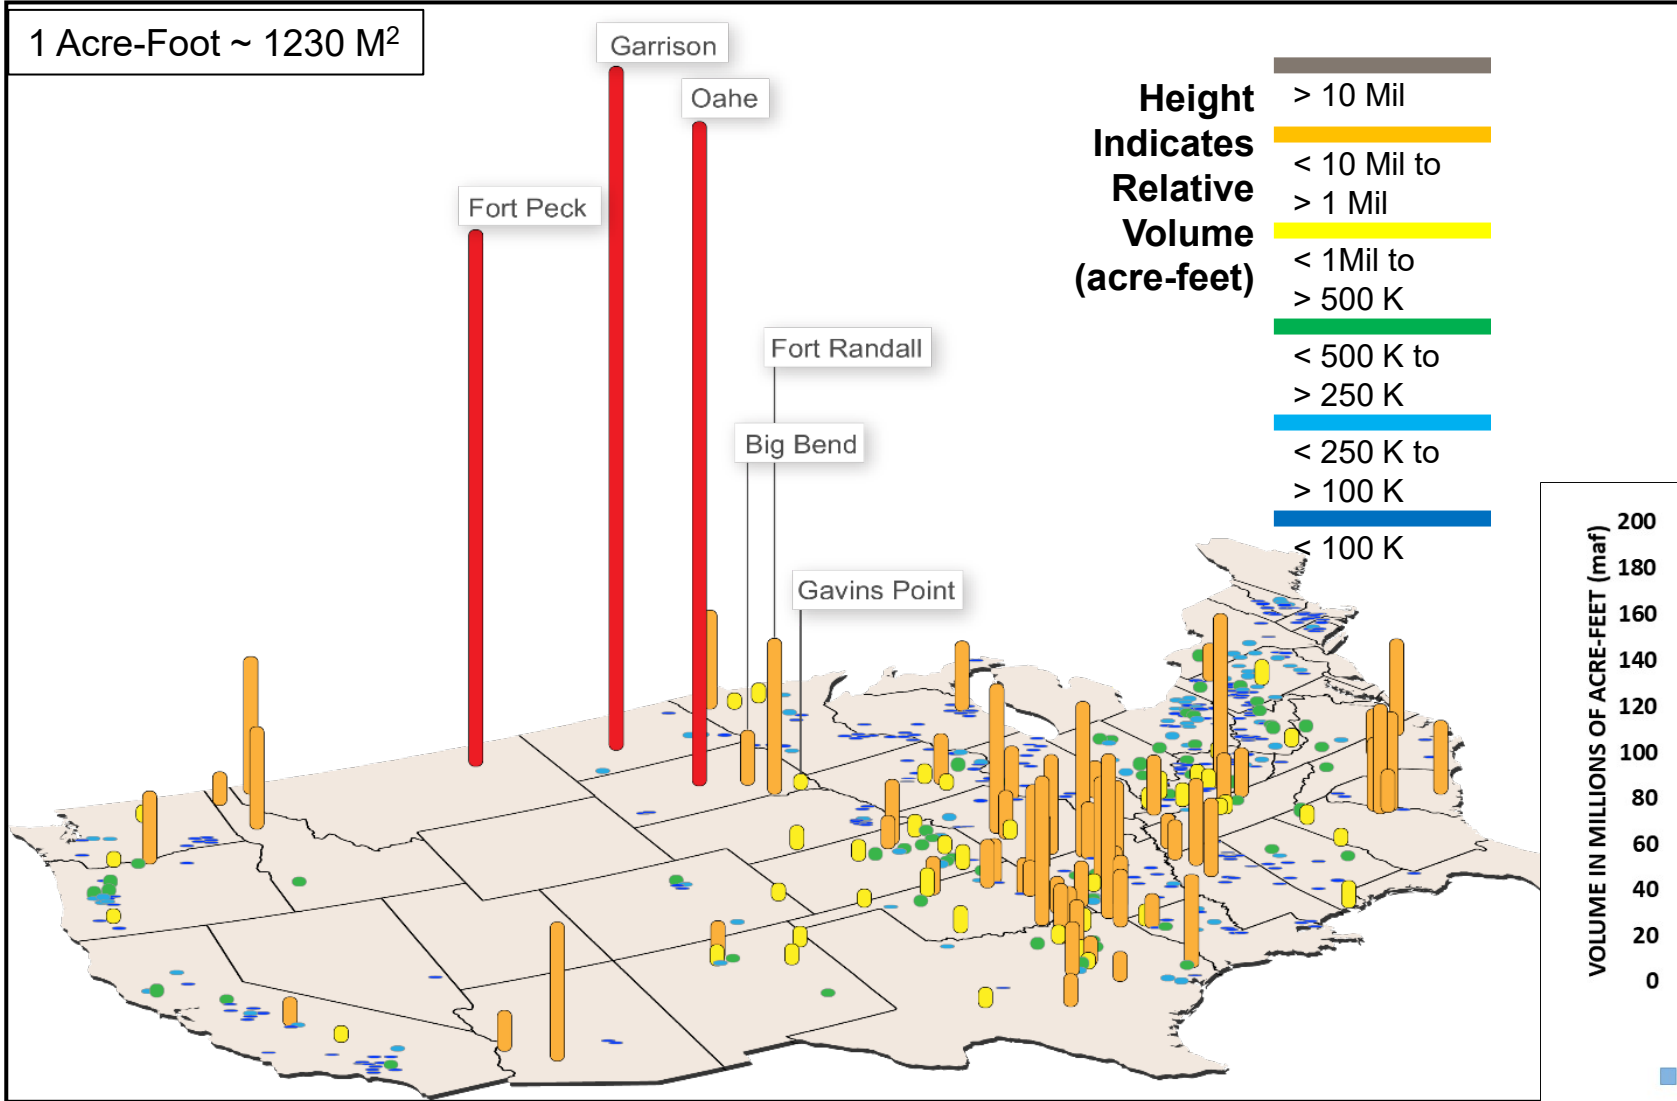 1 Acre-Foot ~ 1230 M²
Garrison
Oahe
Fort Peck
Fort Randall
Big Bend
Gavins Point
Height
Indicates
Relative
Volume
(acre-feet)
> 10 Mil
< 10 Mil to
> 1 Mil
< 1Mil to
> 500 K
< 500 K to
> 250 K
< 250 K to
> 100 K
< 100 K
VOLUME IN MILLIONS OF ACRE-FEET (maf)
200
180
160
140
120
100
80
60
40
20
0